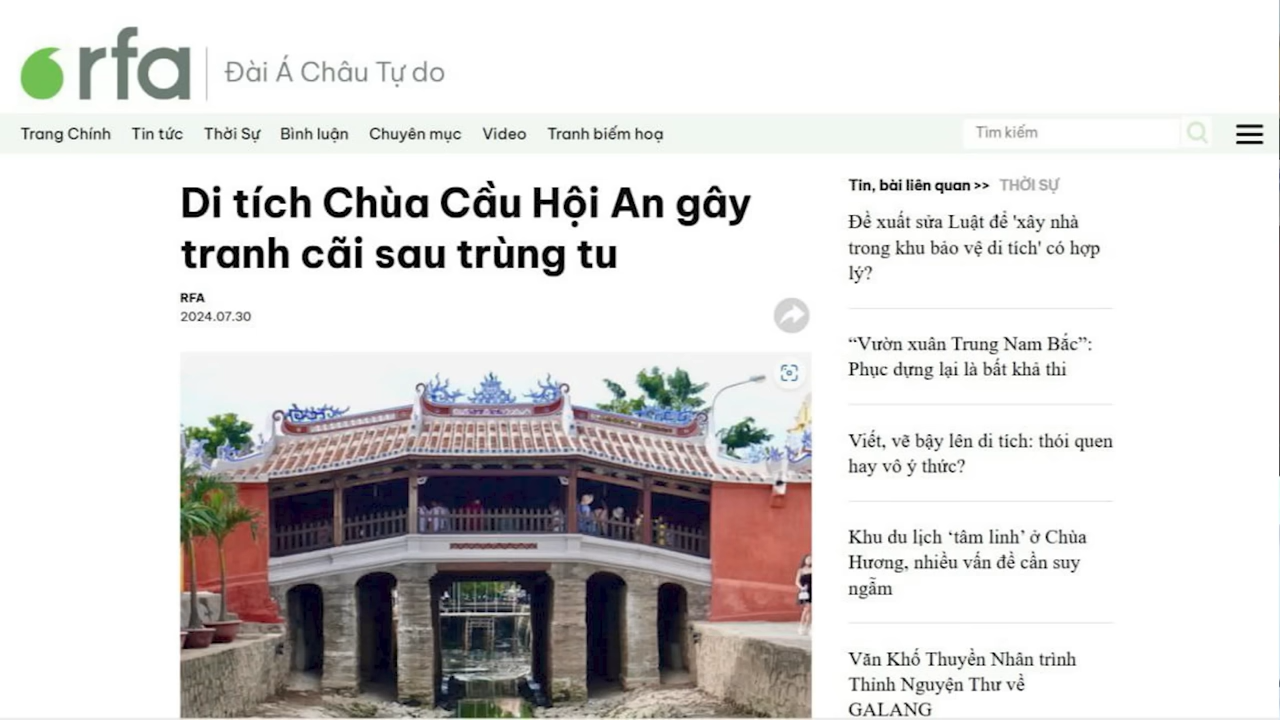 rfa
Đài Á Châu Tự do
Trang Chính Tin tức Thời Sự Bình luận Chuyên mục Video Tranh biếm hoạ
Tìm kiếm
Di tích Chùa Cầu Hội An gây
tranh cãi sau trùng tu
RFA
2024.07.30
Tin, bài liên quan >> THỜI SỰ
Đề xuất sửa Luật để 'xây nhà
trong khu bảo vệ di tích' có hợp
lý?
“Vườn xuân Trung Nam Bắc”:
Phục dựng lại là bất khả thi
Viết, vẽ bậy lên di tích: thói quen
hay vô ý thức?
Khu du lịch ‘tâm linh’ ở Chùa
Hương, nhiều vấn đề cần suy
ngẫm
Văn Khố Thuyền Nhân trình
Thỉnh Nguyện Thư về
GALANG